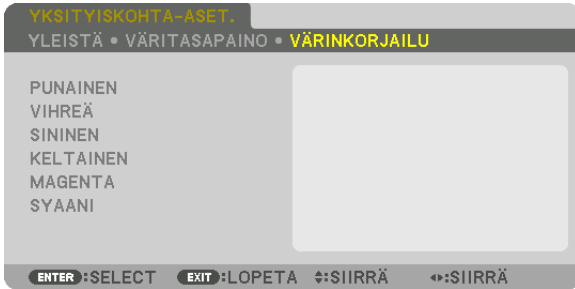 YKSITYISKOHTA-ASET.
YLEISTÄ • VÄRITASAPAINO • VÄRINKORJAILU
PUNAINEN
VIHREÄ
SININEN
KELTAINEN
MAGENTA
SYAANI
ENTER:SELECT EXIT:LOPETA :SIIRRÄ :SIIRRÄ